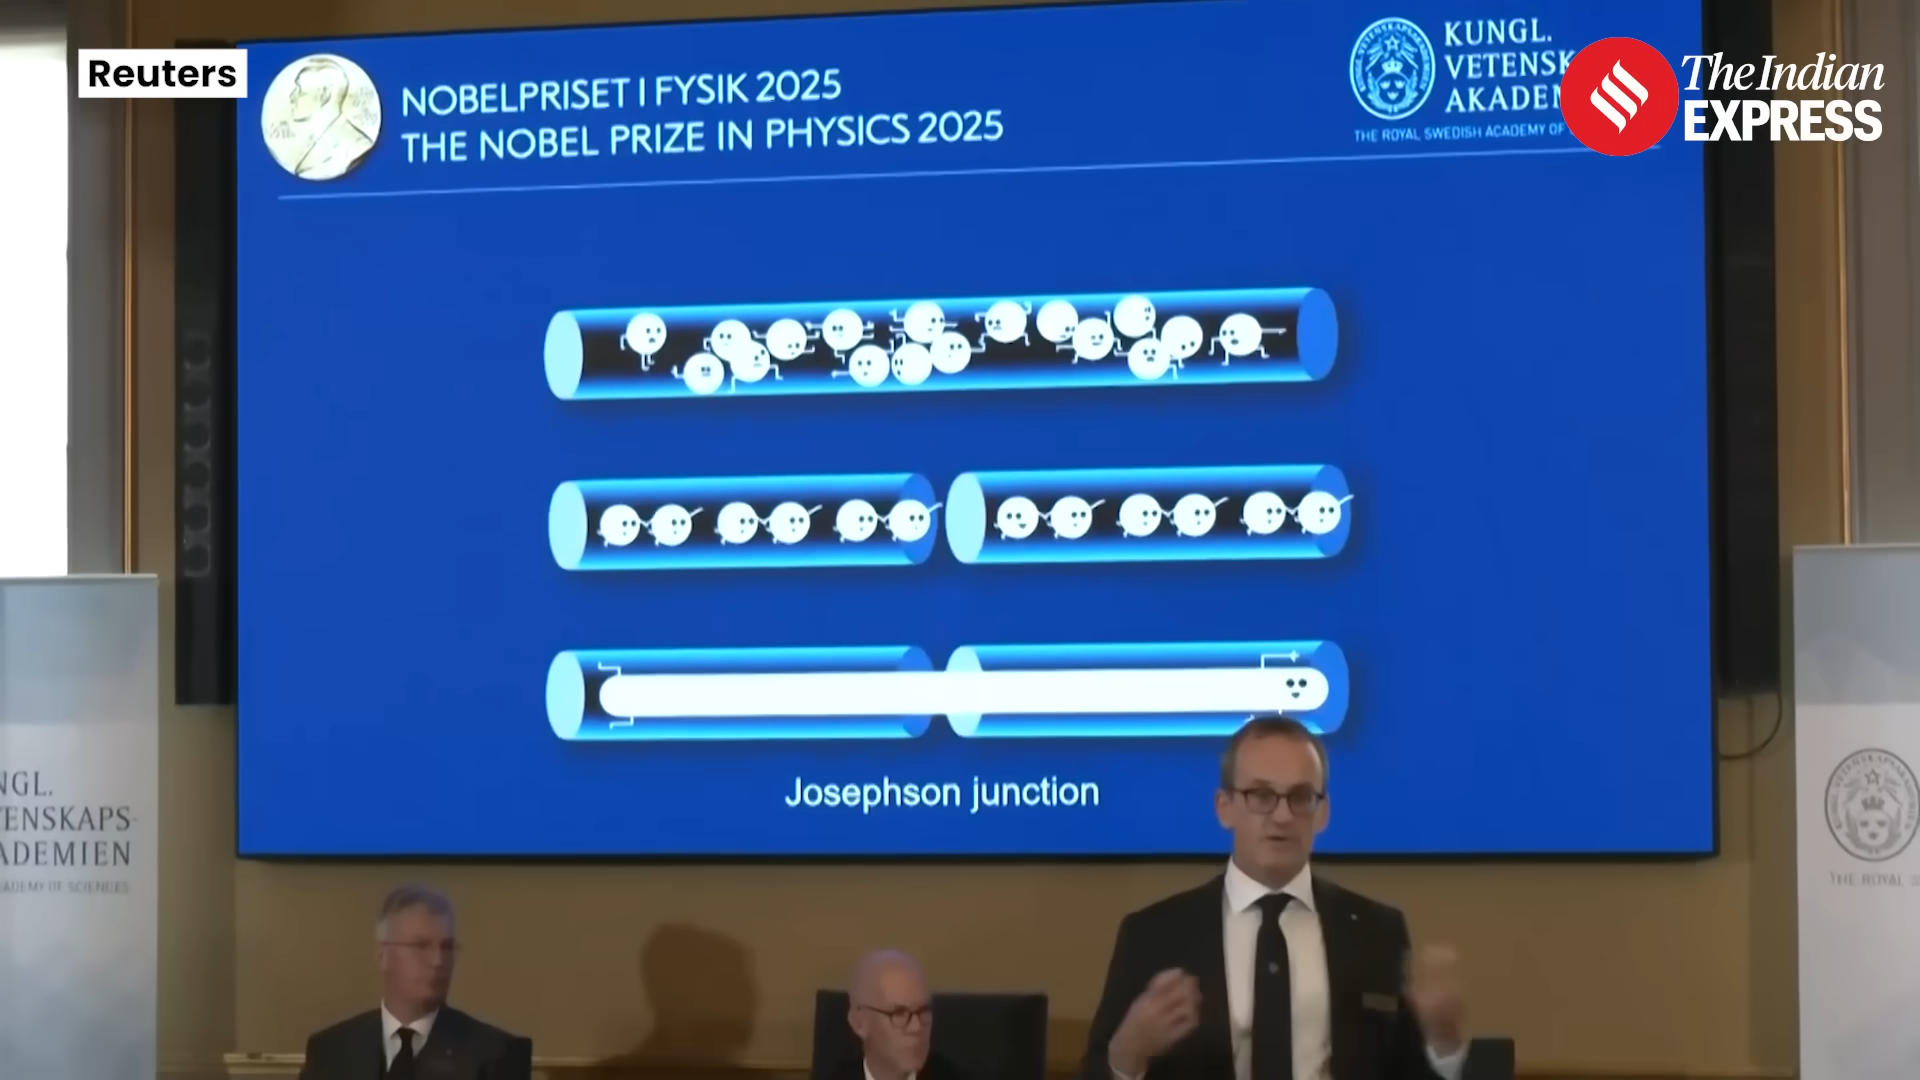 Reuters
NOBELPRISET I FYSIK 2025
THE NOBEL PRIZE IN PHYSICS 2025
KUNGL.
VETENSK
AKADEM
THE ROYAL SWEDISH ACADEMY OF
The Indian
EXPRESS
Josephson junction
NGL.
ENSKAPS-
ADEMIEN
ACADEMY OF SCIENCES
THE ROYAL